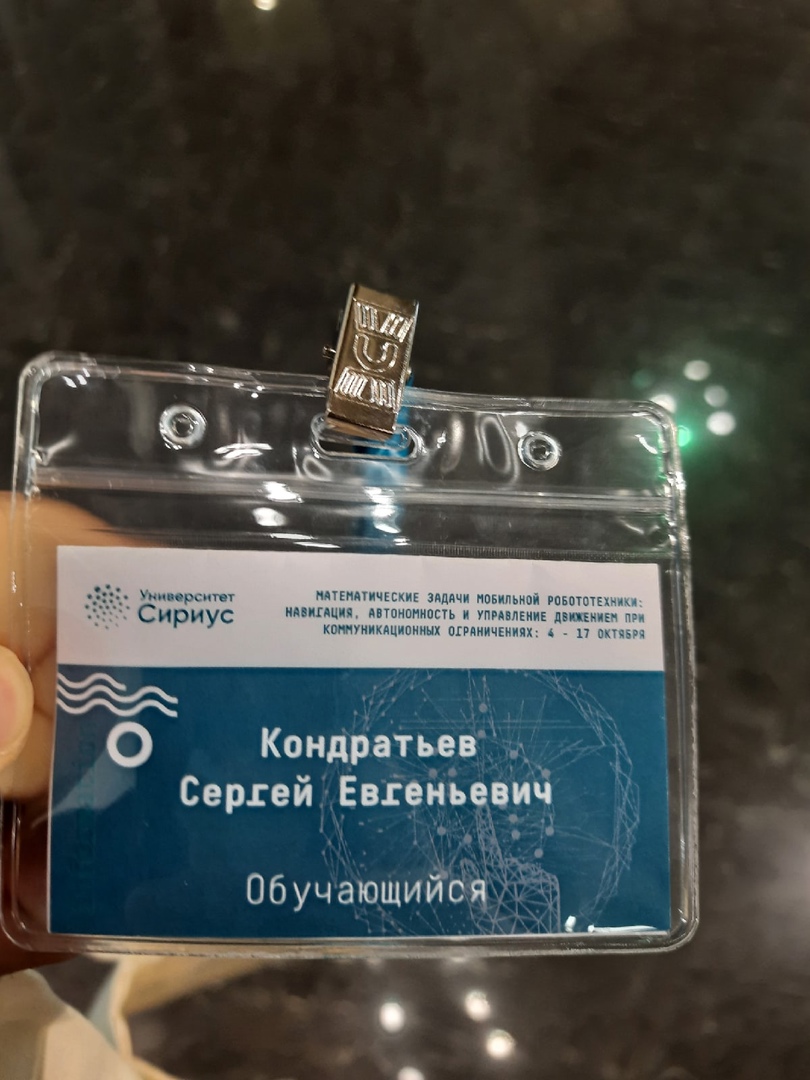 Университет
Сириус
МАТЕМАТИЧЕСКИЕ ЗАДАЧИ МОБИЛЬНОЙ РОБОТОТЕХНИКИ:
НАВИГАЦИЯ, АВТОНОМНОСТЬ И УПРАВЛЕНИЕ ДВИЖЕНИЕМ ПРИ
КОММУНИКАЦИОННЫХ ОГРАНИЧЕНИЯХ: 4 - 17 ОКТЯБРЯ
Кондратьев
Сергей Евгеньевич
Обучающийся